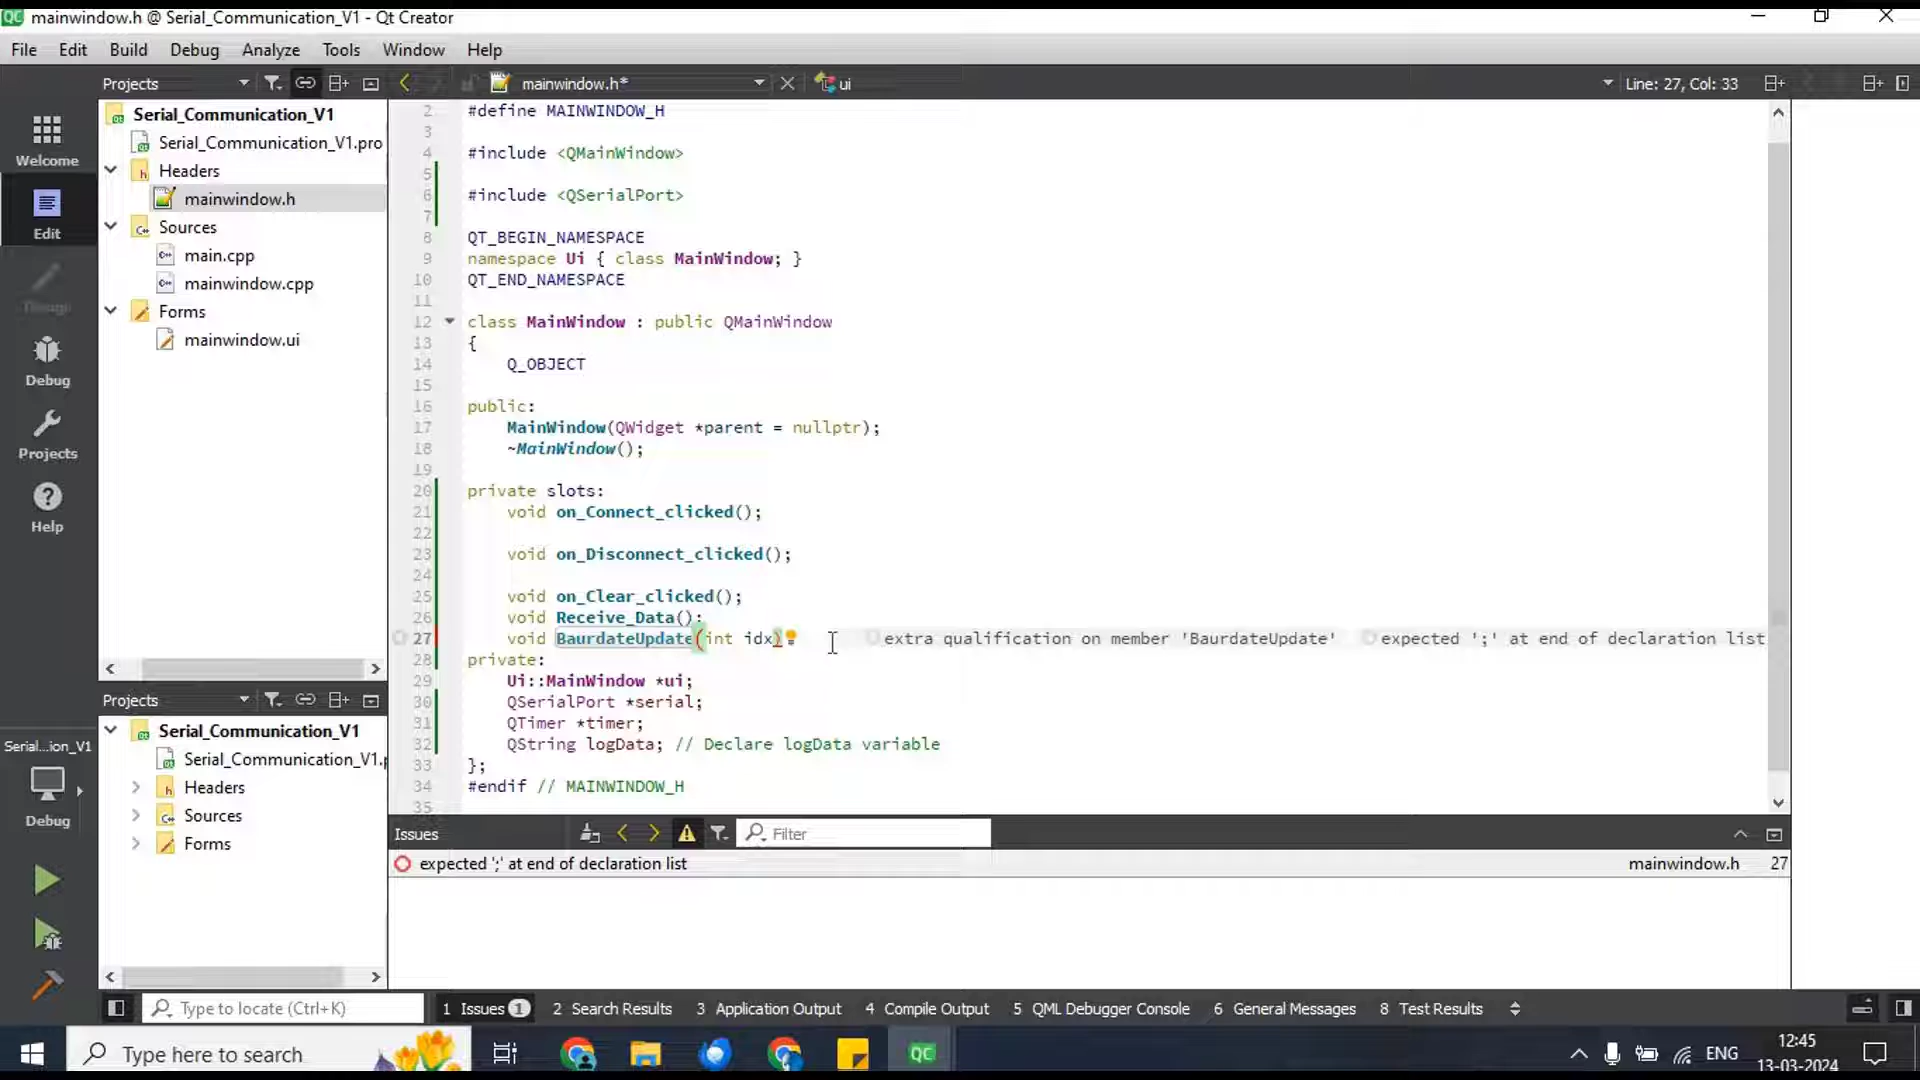 mainwindow.h @ Serial_Communication_V1 - Qt Creator
File Edit Build Debug Analyze Tools Window Help
Projects
mainwindow.h*
ui
Line: 27, Col: 33
Welcome
Edit
Debug
Projects
Help
Serial_Communication_V1
Serial_Communication_V1.pro
Headers
mainwindow.h
Sources
main.cpp
mainwindow.cpp
Forms
mainwindow.ui
2 #define MAINWINDOW_H
3
4 #include <QMainWindow>
5
6 #include <QSerialPort>
7
8 QT_BEGIN_NAMESPACE
9 namespace Ui { class MainWindow; }
10 QT_END_NAMESPACE
11
12 class MainWindow : public QMainWindow
13 {
14 Q_OBJECT
15
16 public:
17 MainWindow(QWidget *parent = nullptr);
18 ~MainWindow();
19
20 private slots:
21 void on_Connect_clicked();
22
23 void on_Disconnect_clicked();
24
25 void on_Clear_clicked();
26 void Receive_Data();
27 void BaurdateUpdate(int idx) extra qualification on member 'BaurdateUpdate' expected ';' at end of declaration list
28 private:
29 Ui::MainWindow *ui;
30 QSerialPort *serial;
31 QTimer *timer;
32 QString logData; // Declare logData variable
33 };
34 #endif // MAINWINDOW_H
35
Projects
Serial_Communication_V1
Serial_Communication_V1.
Headers
Sources
Forms
Serial...ion_V1
Debug
Issues
Filter
expected ';' at end of declaration list
mainwindow.h 27
Type to locate (Ctrl+K)
1 Issues 1 2 Search Results 3 Application Output 4 Compile Output 5 QML Debugger Console 6 General Messages 8 Test Results
Type here to search
QC
ENG
12:45
13-03-2024